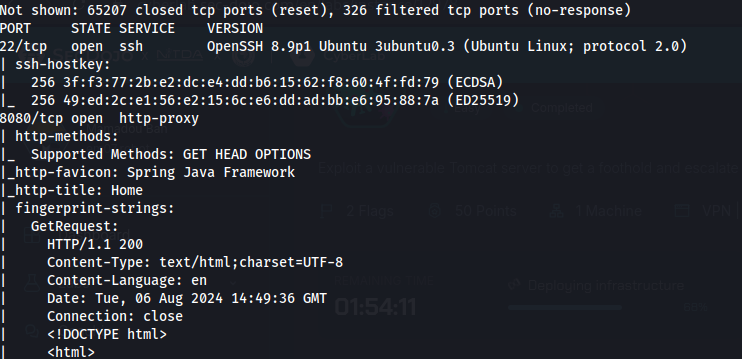 Not shown: 65207 closed tcp ports (reset), 326 filtered tcp ports (no-response)
PORT     STATE SERVICE    VERSION
22/tcp   open  ssh        OpenSSH 8.9p1 Ubuntu 3ubuntu0.3 (Ubuntu Linux; protocol 2.0)
| ssh-hostkey:
|   256 3f:f3:77:2b:e2:dc:e4:dd:b6:15:62:f8:60:4f:fd:79 (ECDSA)
|_  256 49:ed:2c:e1:56:e2:15:6c:e6:dd:ad:bb:e6:95:88:7a (ED25519)
8080/tcp open  http-proxy
Completed
| http-methods:
|_  Supported Methods: GET HEAD OPTIONS
Exploit a vulnerable Tomcat server to get a foothold and escalate
|_http-favicon: Spring Java Framework
|_http-title: Home
| fingerprint-strings:
2 Flags
50 Points
1 Machine
VPN
|   GetRequest:
|     HTTP/1.1 200
|     Content-Type: text/html;charset=UTF-8
|     Content-Language: en
Deploying Infrastructure
|     Date: Tue, 06 Aug 2024 14:49:36 GMT
01:54:11
|     Connection: close
|     <!DOCTYPE html>
|     <html>